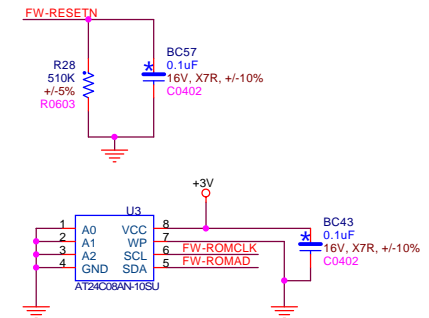 FW-RESETN
BC57
R28
0.1uF
510K
16V, X7R, +/-10%
+/-5%
C0402
R0603
+3V
U3
BC43
1 A0 VCC 8
0.1uF
2 A1 WP 7
16V, X7R, +/-10%
3 A2 SCL 6 FW-ROMCLK
C0402
4 GND SDA 5 FW-ROMAD
AT24C08AN-10SU